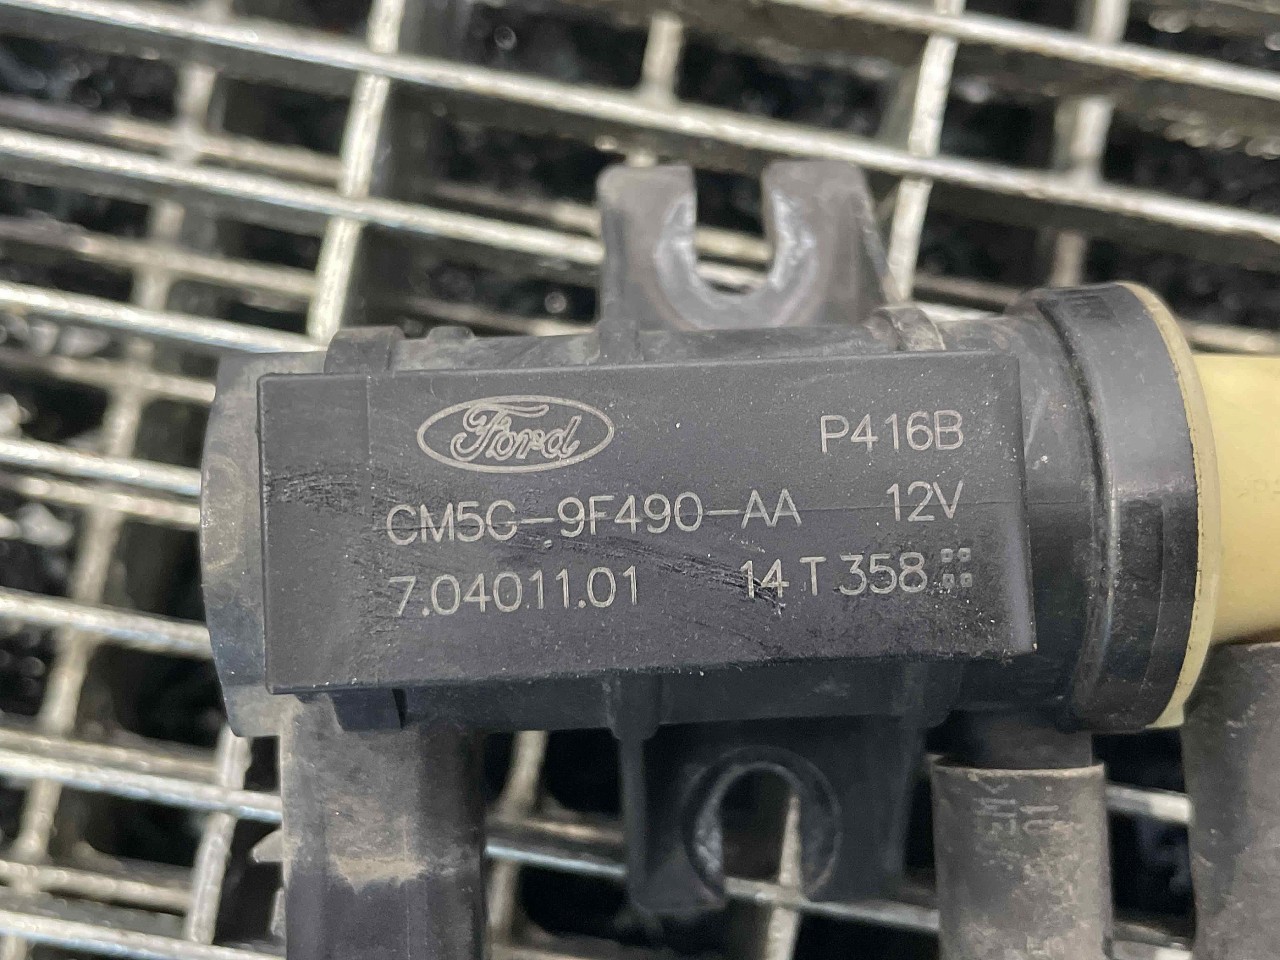 Ford
P416B
CM5G-9F490-AA 12V
7.04011.01 14 T 358